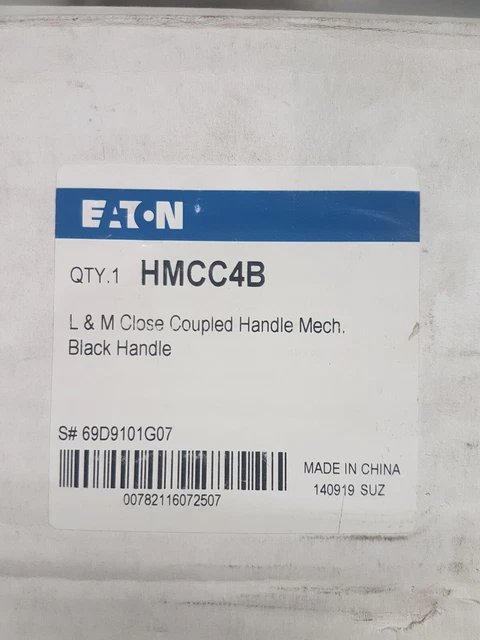 EATON
QTY.1 HMCC4B
L & M Close Coupled Handle Mech.
Black Handle
S# 69D9101G07
00782116072507
MADE IN CHINA
140919 SUZ